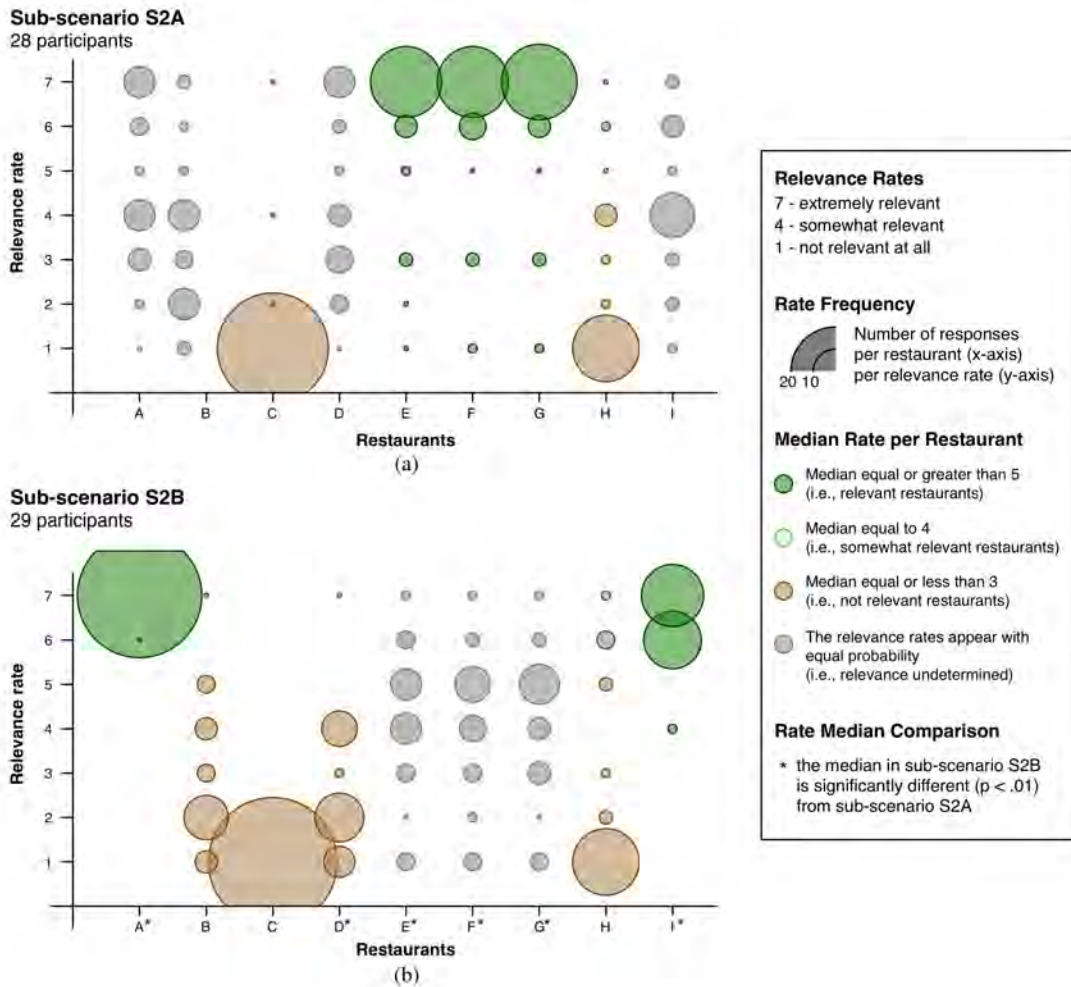 Sub-scenario S2A
28 participants
7
6
5
4
3
2
1
Relevance rate
A B C D E F G H I
Restaurants
(a)
Sub-scenario S2B
29 participants
7
6
5
4
3
2
1
Relevance rate
A* B C D* E* F* G* H I*
Restaurants
(b)
Relevance Rates
7 - extremely relevant
4 - somewhat relevant
1 - not relevant at all
Rate Frequency
Number of responses
per restaurant (x-axis)
per relevance rate (y-axis)
20 10
Median Rate per Restaurant
Median equal or greater than 5
(i.e., relevant restaurants)
Median equal to 4
(i.e., somewhat relevant restaurants)
Median equal or less than 3
(i.e., not relevant restaurants)
The relevance rates appear with
equal probability
(i.e., relevance undetermined)
Rate Median Comparison
* the median in sub-scenario S2B
is significantly different (p < .01)
from sub-scenario S2A